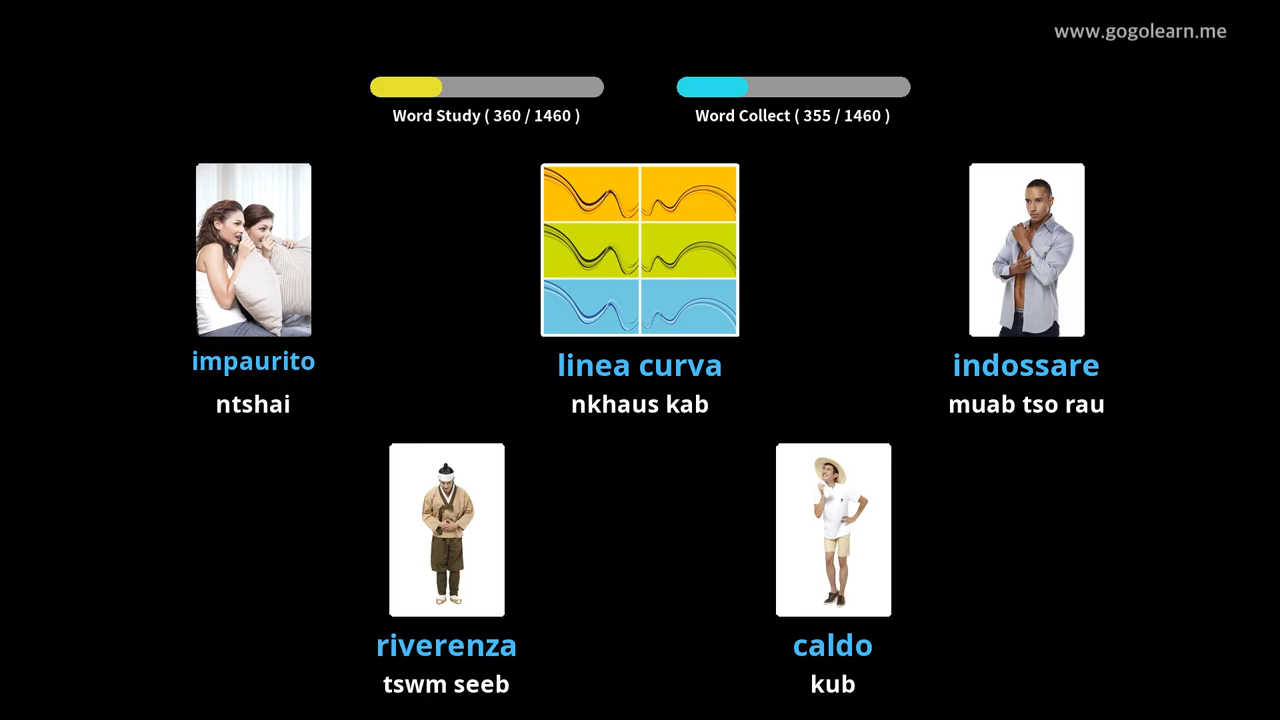 www.gogolearn.me
Word Study ( 360 / 1460 )
Word Collect ( 355 / 1460 )
impaurito
ntshai
linea curva
nkhaus kab
indossare
muab tso rau
riverenza
tswm seeb
caldo
kub